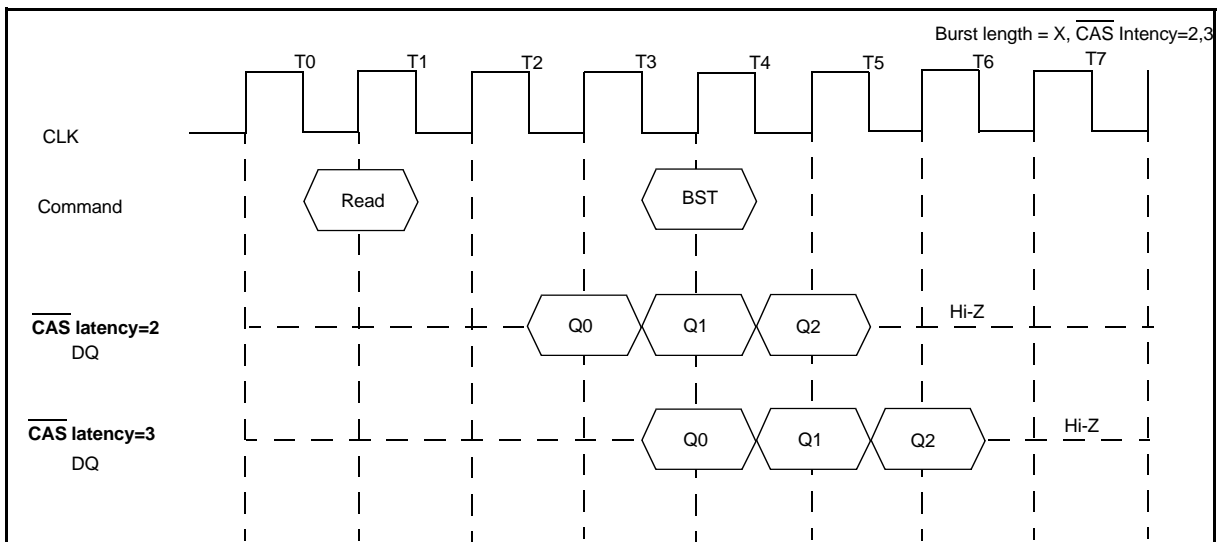 Burst length = X, CAS Intency=2,3
T0 T1 T2 T3 T4 T5 T6 T7
CLK
Command Read BST
CAS latency=2 Q0 Q1 Q2 Hi-Z
DQ
CAS latency=3 Q0 Q1 Q2 Hi-Z
DQ